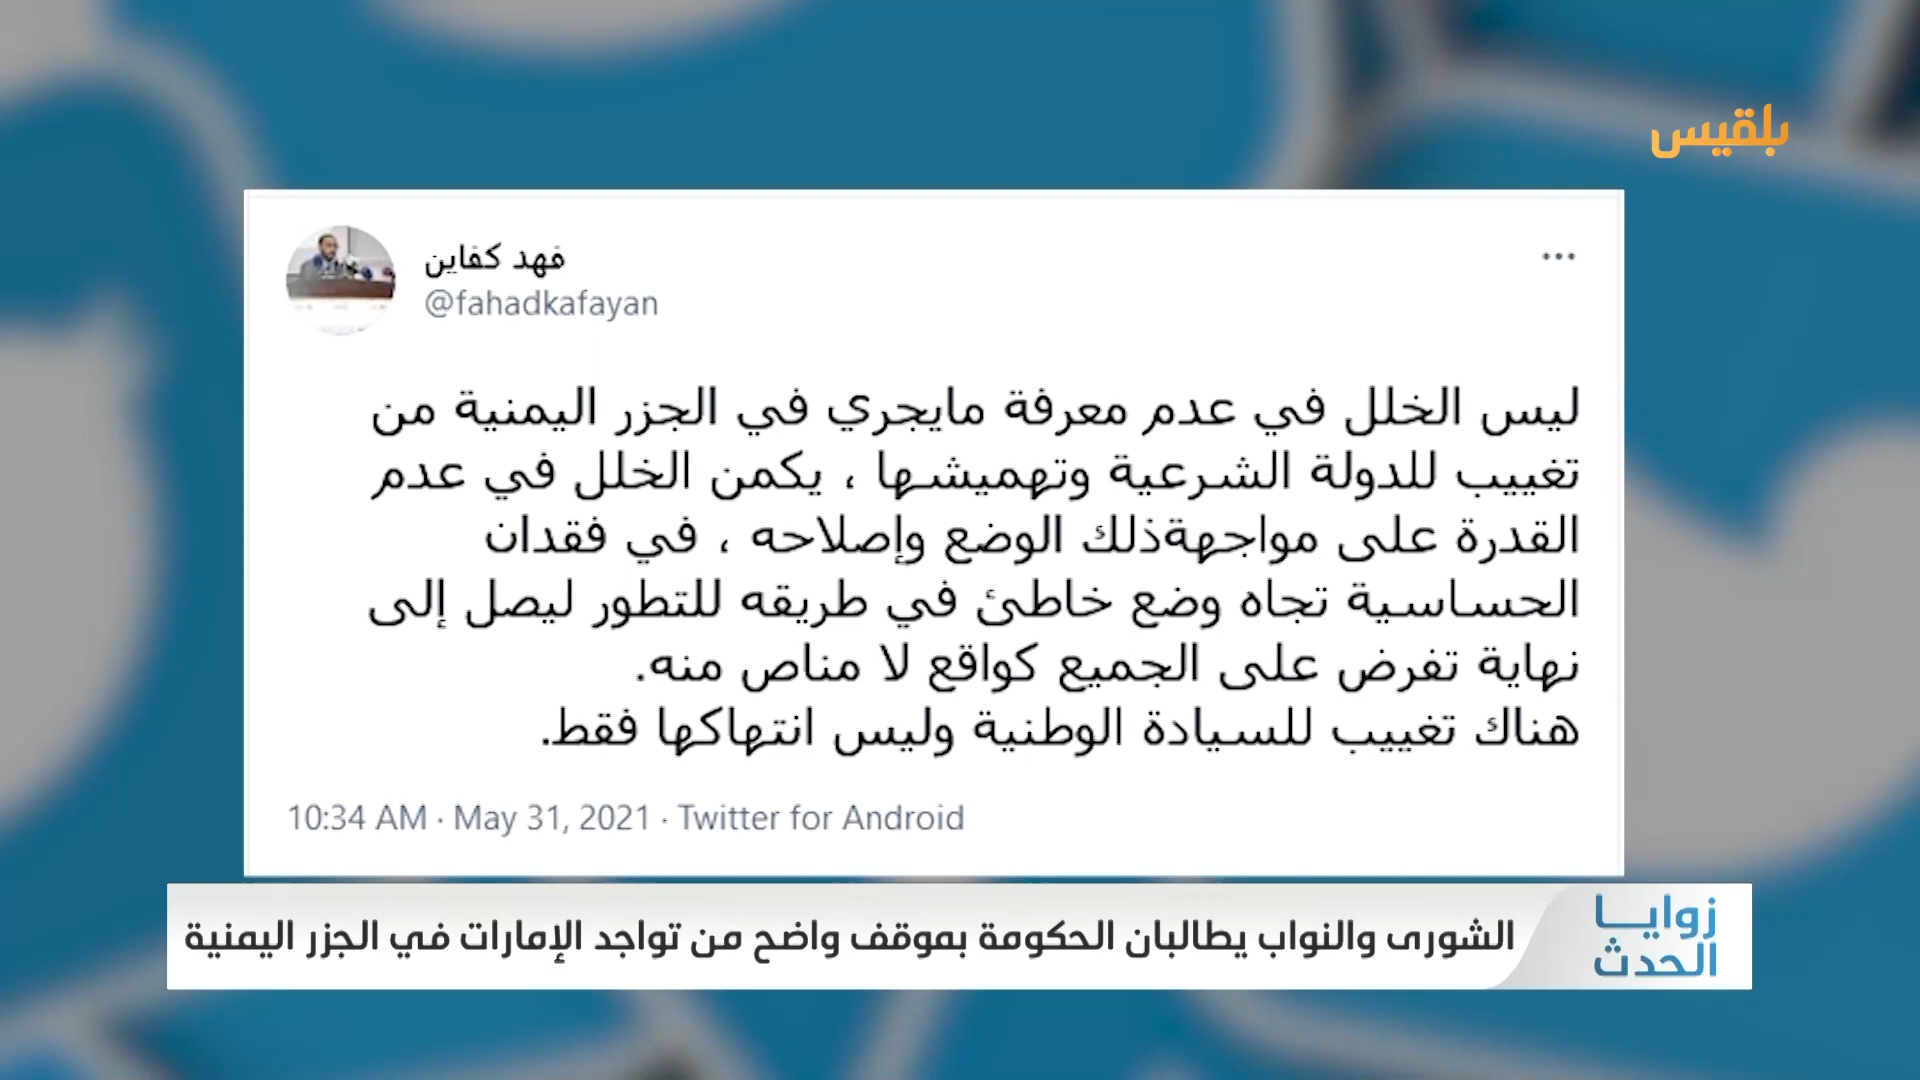 بلقيس
فهد كفاين
@fahadkafayan
ليس الخلل في عدم معرفة مايجري في الجزر اليمنية من
تغييب للدولة الشرعية وتهميشها ، يكمن الخلل في عدم
القدرة على مواجهةذلك الوضع وإصلاحه ، في فقدان
الحساسية تجاه وضع خاطئ في طريقه للتطور ليصل إلى
نهاية تفرض على الجميع كواقع لا مناص منه.
هناك تغييب للسيادة الوطنية وليس انتهاكها فقط.
10:34 AM · May 31, 2021 · Twitter for Android
زوايا
الحدث
الشورى والنواب يطالبان الحكومة بموقف واضح من تواجد الإمارات في الجزر اليمنية